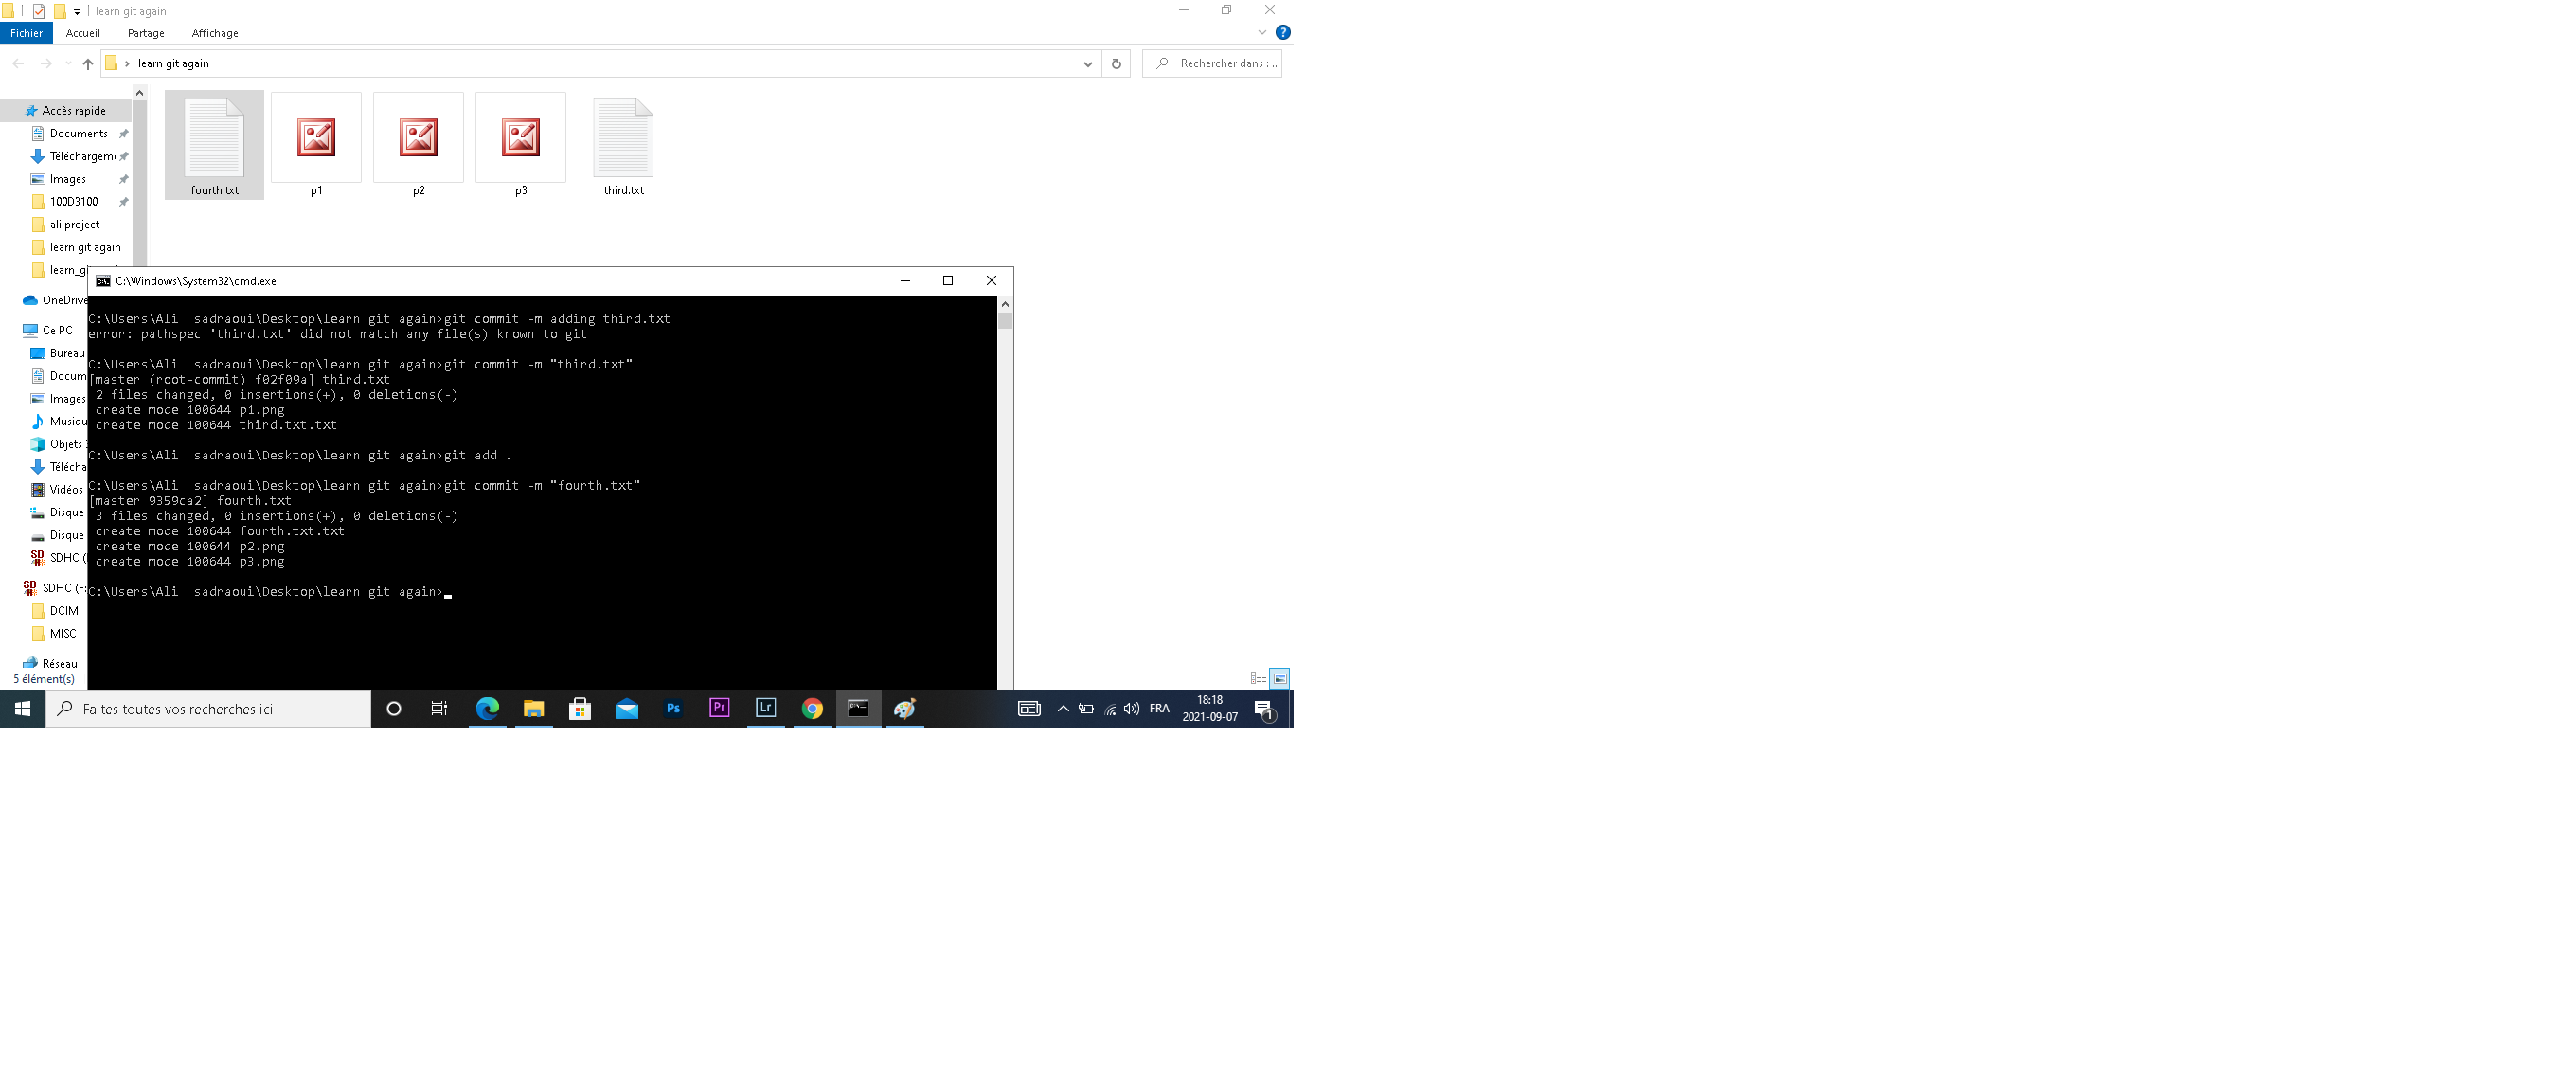 learn git again
Fichier Accueil Partage Affichage
learn git again
Rechercher dans : ...
Accès rapide
Documents
Téléchargeme
Images
100D3100
ali project
learn git again
learn_gi
OneDrive
Ce PC
Bureau
Docum
Images
Musiqu
Objets
Télécha
Vidéos
Disque
Disque
SDHC (
SDHC (F:
DCIM
MISC
Réseau
5 élément(s)
fourth.txt p1 p2 p3 third.txt
C:\Windows\System32\cmd.exe
C:\Users\Ali  sadraoui\Desktop\learn git again>git commit -m adding third.txt
error: pathspec 'third.txt' did not match any file(s) known to git
C:\Users\Ali  sadraoui\Desktop\learn git again>git commit -m "third.txt"
[master (root-commit) f02f09a] third.txt
2 files changed, 0 insertions(+), 0 deletions(-)
create mode 100644 p1.png
create mode 100644 third.txt.txt
C:\Users\Ali  sadraoui\Desktop\learn git again>git add .
C:\Users\Ali  sadraoui\Desktop\learn git again>git commit -m "fourth.txt"
[master 9359ca2] fourth.txt
3 files changed, 0 insertions(+), 0 deletions(-)
create mode 100644 fourth.txt.txt
create mode 100644 p2.png
create mode 100644 p3.png
C:\Users\Ali  sadraoui\Desktop\learn git again>
Faites toutes vos recherches ici
Ps
Pr
Lr
FRA
18:18
2021-09-07
1